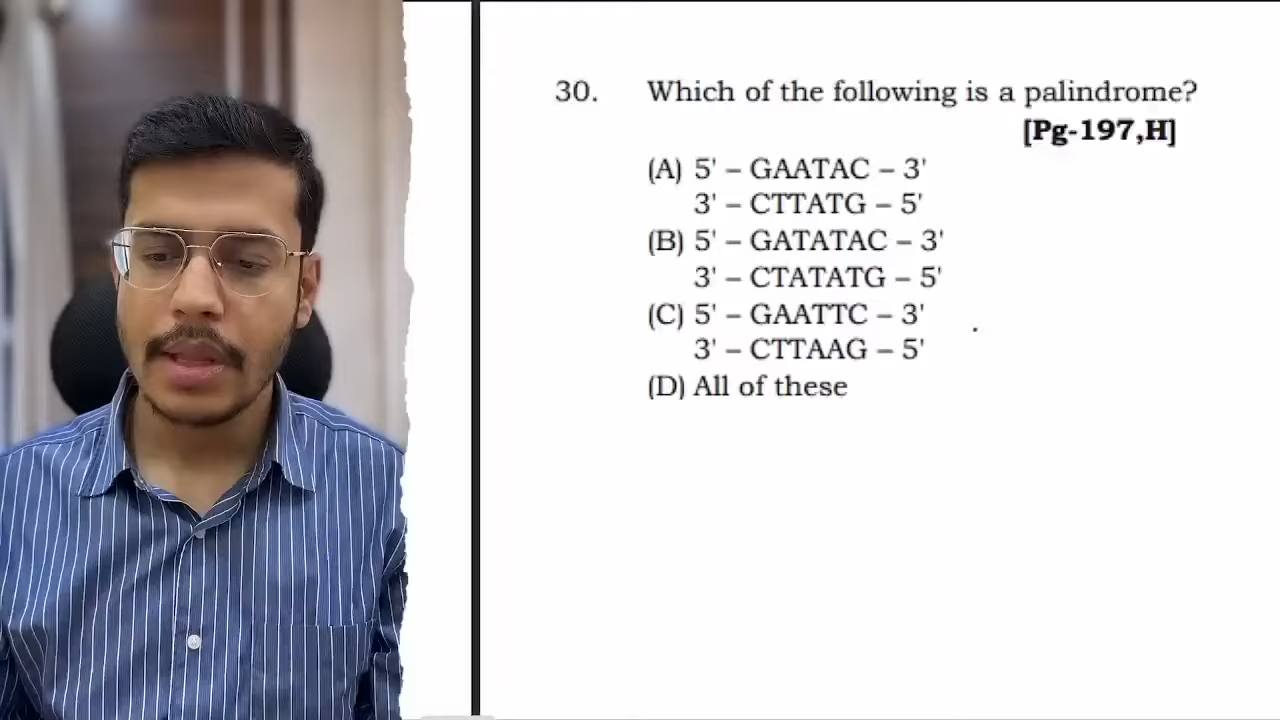 30. Which of the following is a palindrome?
[Pg-197,H]
(A) 5' – GAATAC – 3'
3' – CTTATG – 5'
(B) 5' – GATATAC – 3'
3' – CTATATG – 5'
(C) 5' – GAATTC – 3'
3' – CTTAAG – 5'
(D) All of these